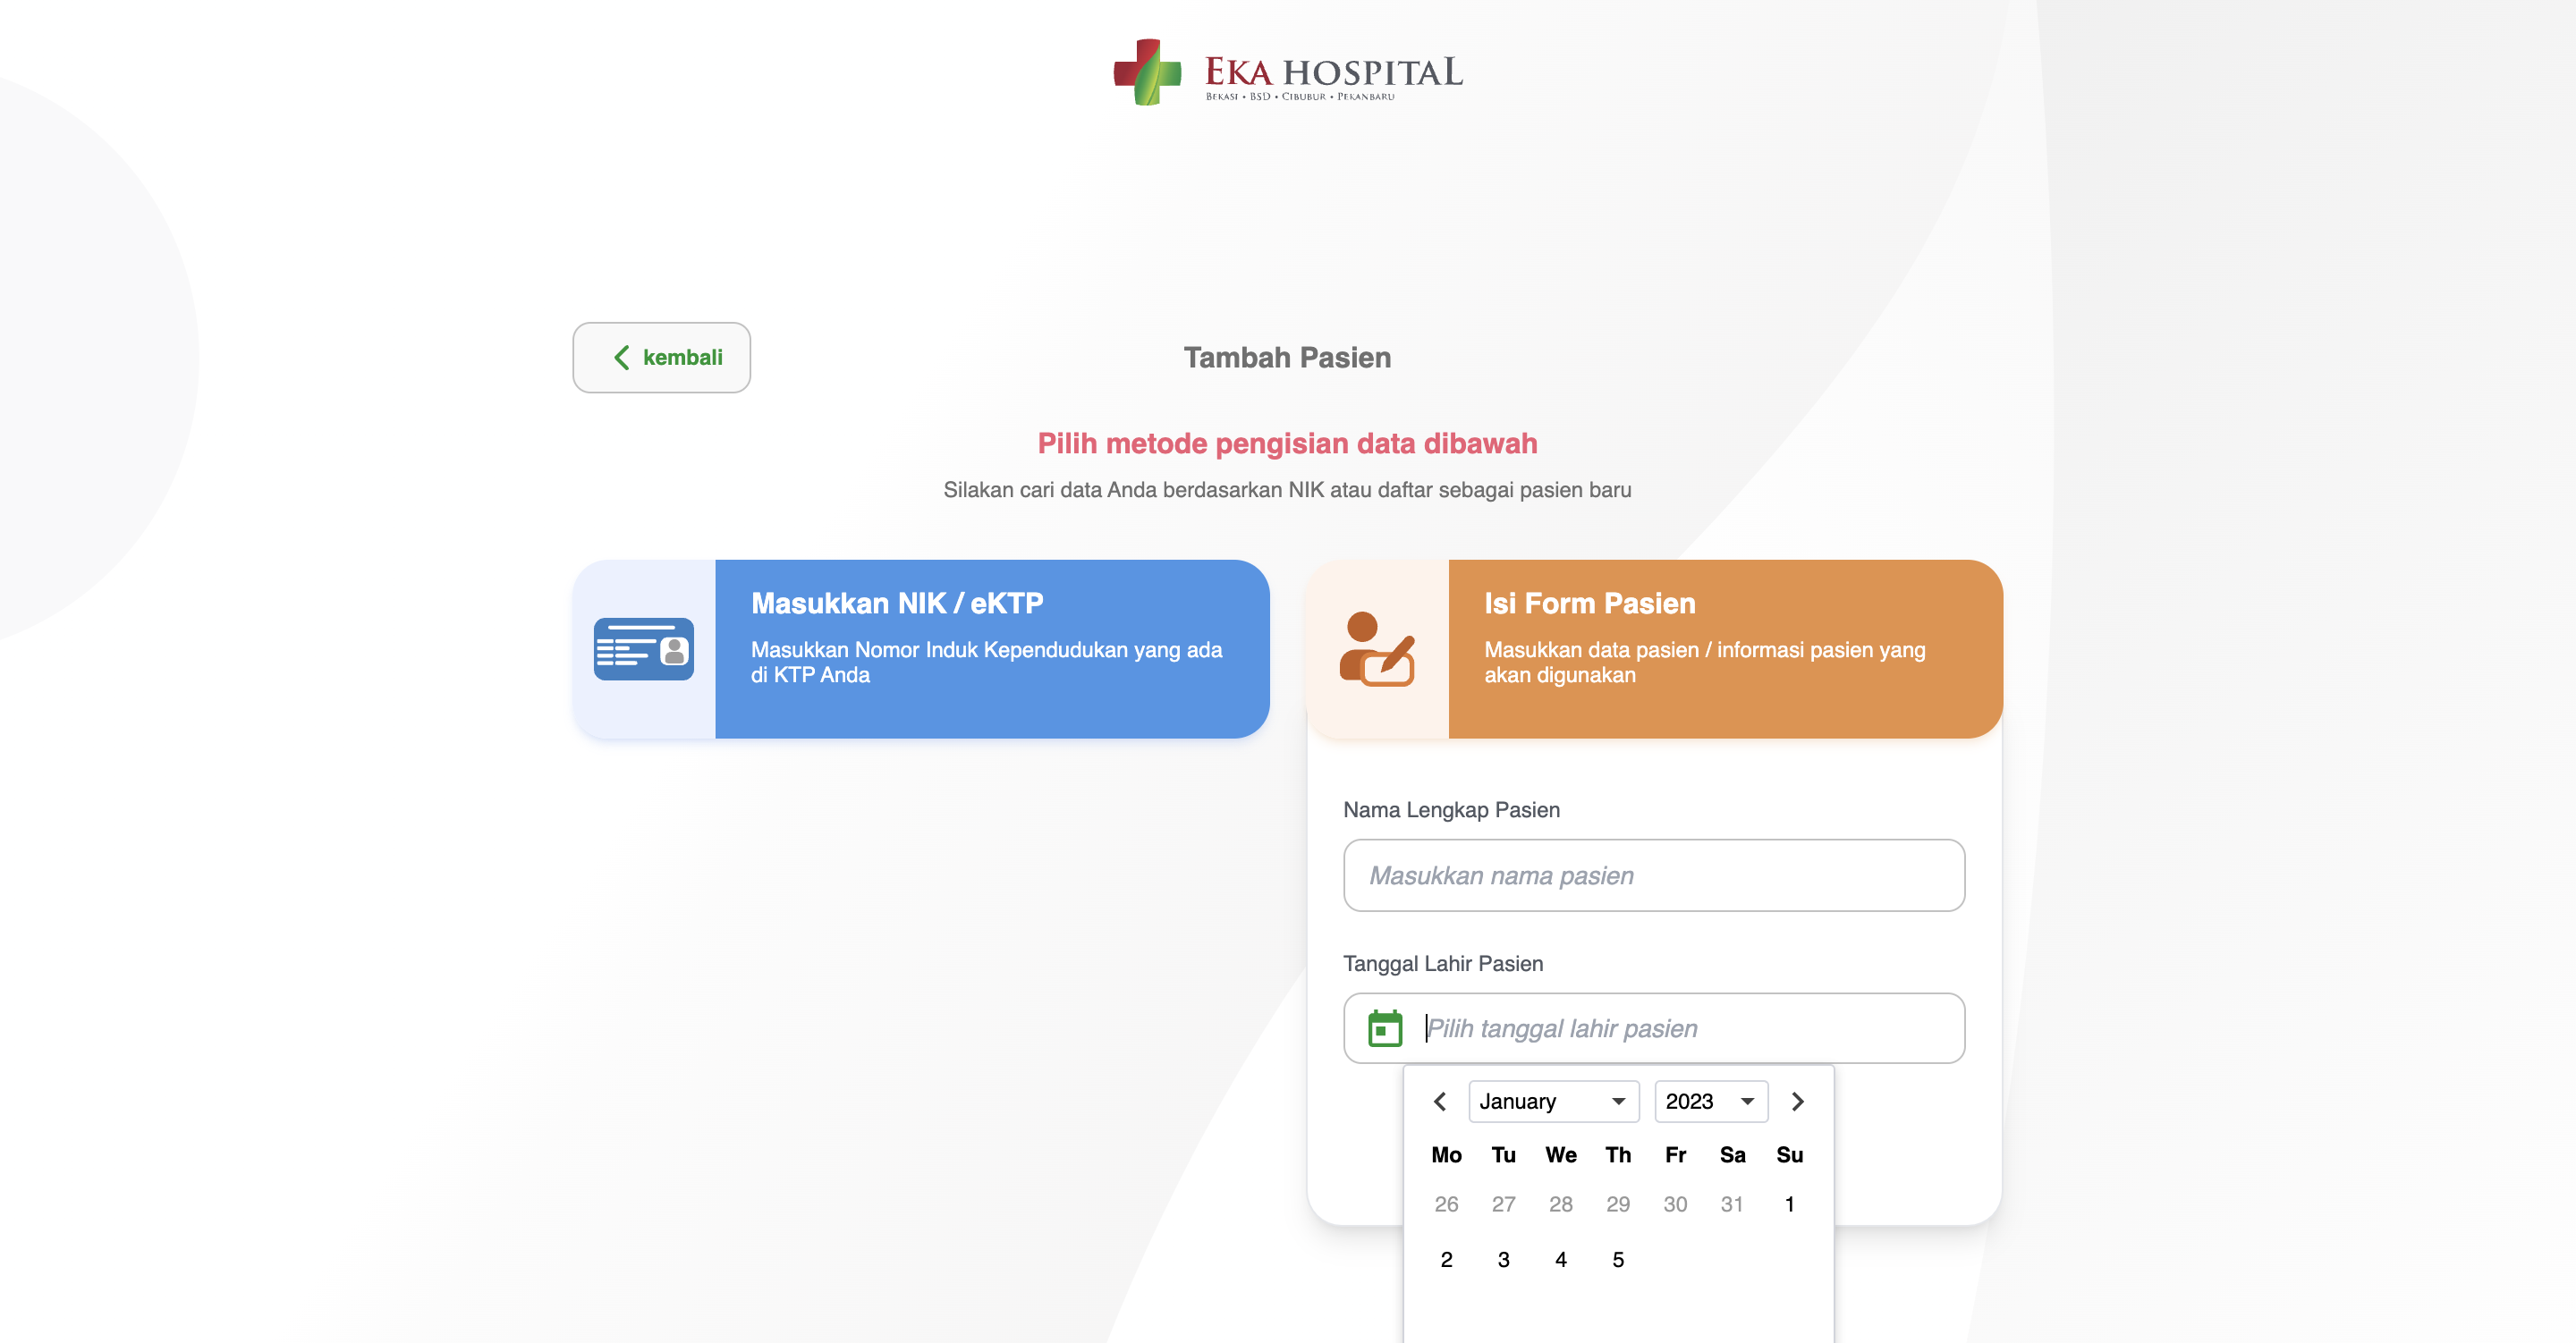 EKA HOSPITAL
BEKASI • BSD • CIBUBUR • PEKANBARU
kembali
Tambah Pasien
Pilih metode pengisian data dibawah
Silakan cari data Anda berdasarkan NIK atau daftar sebagai pasien baru
Masukkan NIK / eKTP
Masukkan Nomor Induk Kependudukan yang ada
di KTP Anda
Isi Form Pasien
Masukkan data pasien / informasi pasien yang
akan digunakan
Nama Lengkap Pasien
Masukkan nama pasien
Tanggal Lahir Pasien
Pilih tanggal lahir pasien
January 2023
Mo Tu We Th Fr Sa Su
26 27 28 29 30 31 1
2 3 4 5